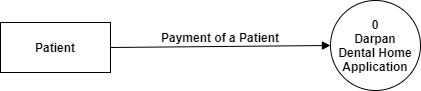 Patient
Payment of a Patient
0
Darpan
Dental Home
Application